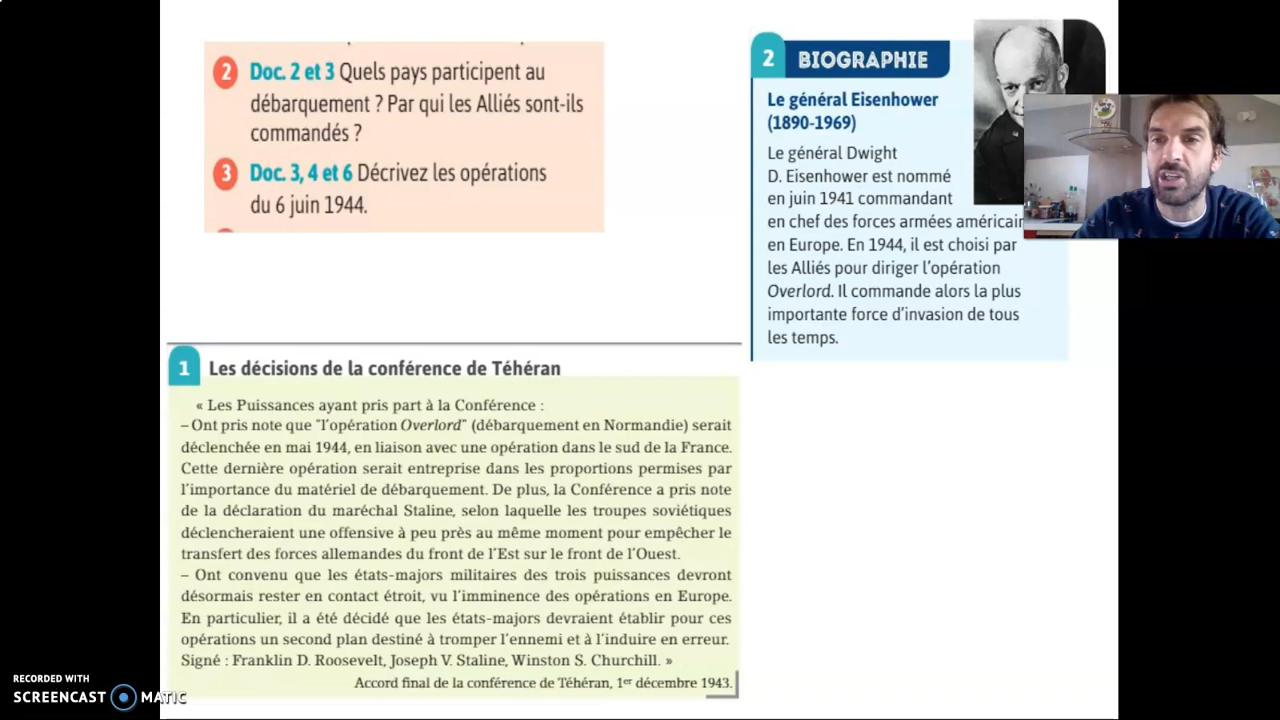 2 Doc. 2 et 3 Quels pays participent au
débarquement ? Par qui les Alliés sont-ils
commandés ?
3 Doc. 3, 4 et 6 Décrivez les opérations
du 6 juin 1944.
2 BIOGRAPHIE
Le général Eisenhower
(1890-1969)
Le général Dwight
D. Eisenhower est nommé
en juin 1941 commandant
en chef des forces armées américain
en Europe. En 1944, il est choisi par
les Alliés pour diriger l'opération
Overlord. Il commande alors la plus
importante force d'invasion de tous
les temps.
1 Les décisions de la conférence de Téhéran
« Les Puissances ayant pris part à la Conférence :
– Ont pris note que "l'opération Overlord" (débarquement en Normandie) serait
déclenchée en mai 1944, en liaison avec une opération dans le sud de la France.
Cette dernière opération serait entreprise dans les proportions permises par
l'importance du matériel de débarquement. De plus, la Conférence a pris note
de la déclaration du maréchal Staline, selon laquelle les troupes soviétiques
déclencheraient une offensive à peu près au même moment pour empêcher le
transfert des forces allemandes du front de l'Est sur le front de l'Ouest.
– Ont convenu que les états-majors militaires des trois puissances devront
désormais rester en contact étroit, vu l'imminence des opérations en Europe.
En particulier, il a été décidé que les états-majors devraient établir pour ces
opérations un second plan destiné à tromper l'ennemi et à l'induire en erreur.
Signé : Franklin D. Roosevelt, Joseph V. Staline, Winston S. Churchill. »
Accord final de la conférence de Téhéran, 1er décembre 1943.
RECORDED WITH
SCREENCAST MATIC